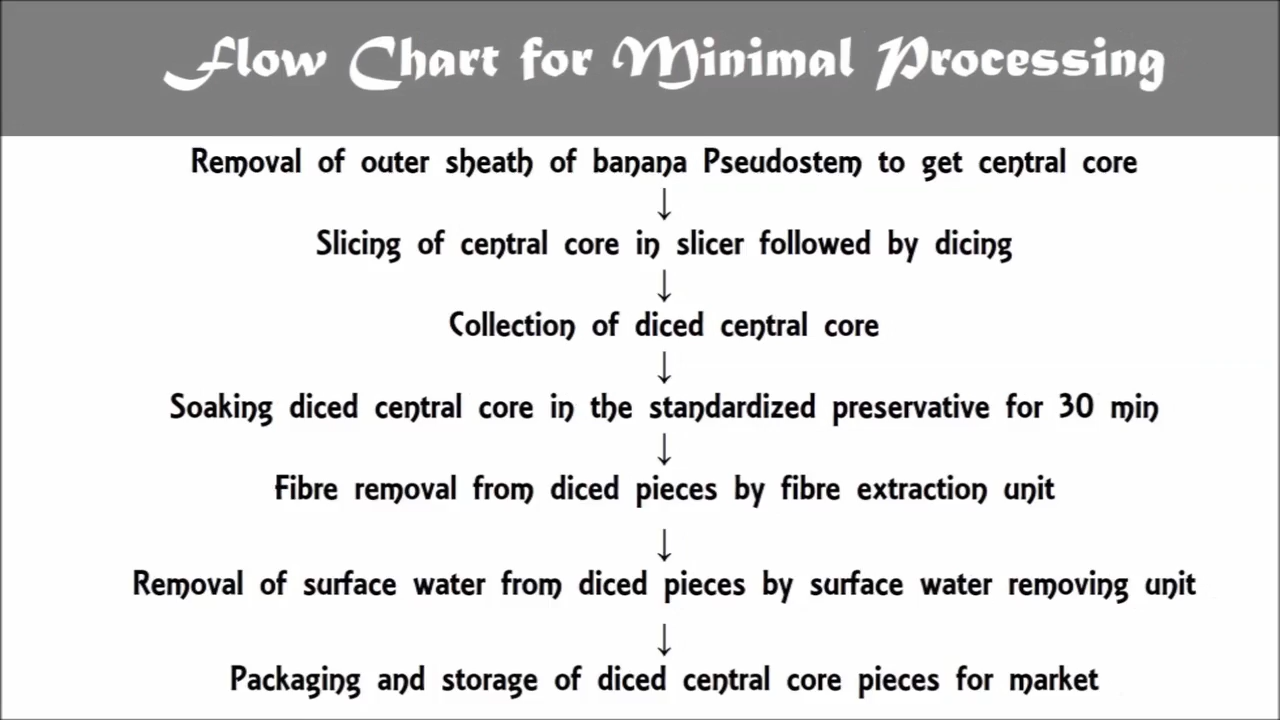 Flow Chart for Minimal Processing
Removal of outer sheath of banana Pseudostem to get central core
↓
Slicing of central core in slicer followed by dicing
↓
Collection of diced central core
↓
Soaking diced central core in the standardized preservative for 30 min
↓
Fibre removal from diced pieces by fibre extraction unit
↓
Removal of surface water from diced pieces by surface water removing unit
↓
Packaging and storage of diced central core pieces for market